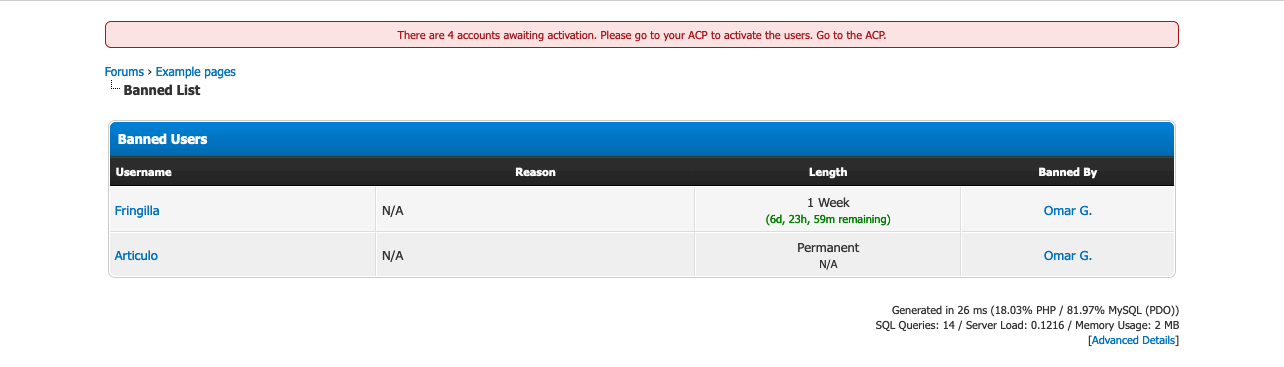 There are 4 accounts awaiting activation. Please go to your ACP to activate the users. Go to the ACP.
Forums › Example pages
Banned List
Banned Users
Username Reason Length Banned By
Fringilla N/A 1 Week Omar G.
(6d, 23h, 59m remaining)
Articulo N/A Permanent Omar G.
N/A
Generated in 26 ms (18.03% PHP / 81.97% MySQL (PDO))
SQL Queries: 14 / Server Load: 0.1216 / Memory Usage: 2 MB
[Advanced Details]